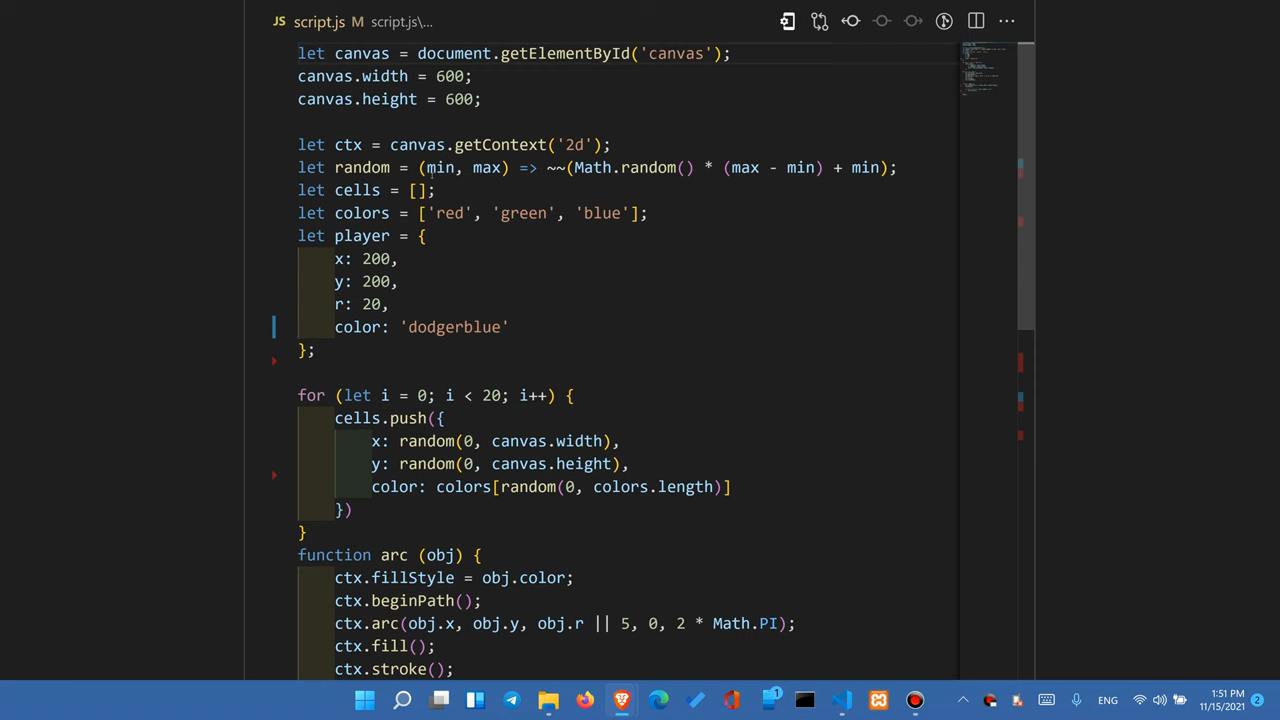 JS script.js M script.js\...
let canvas = document.getElementById('canvas');
canvas.width = 600;
canvas.height = 600;
let ctx = canvas.getContext('2d');
let random = (min, max) => ~~(Math.random() * (max - min) + min);
let cells = [];
let colors = ['red', 'green', 'blue'];
let player = {
x: 200,
y: 200,
r: 20,
color: 'dodgerblue'
};
for (let i = 0; i < 20; i++) {
cells.push({
x: random(0, canvas.width),
y: random(0, canvas.height),
color: colors[random(0, colors.length)]
})
}
function arc (obj) {
ctx.fillStyle = obj.color;
ctx.beginPath();
ctx.arc(obj.x, obj.y, obj.r || 5, 0, 2 * Math.PI);
ctx.fill();
ctx.stroke();
1
ENG
1:51 PM
11/15/2021
2